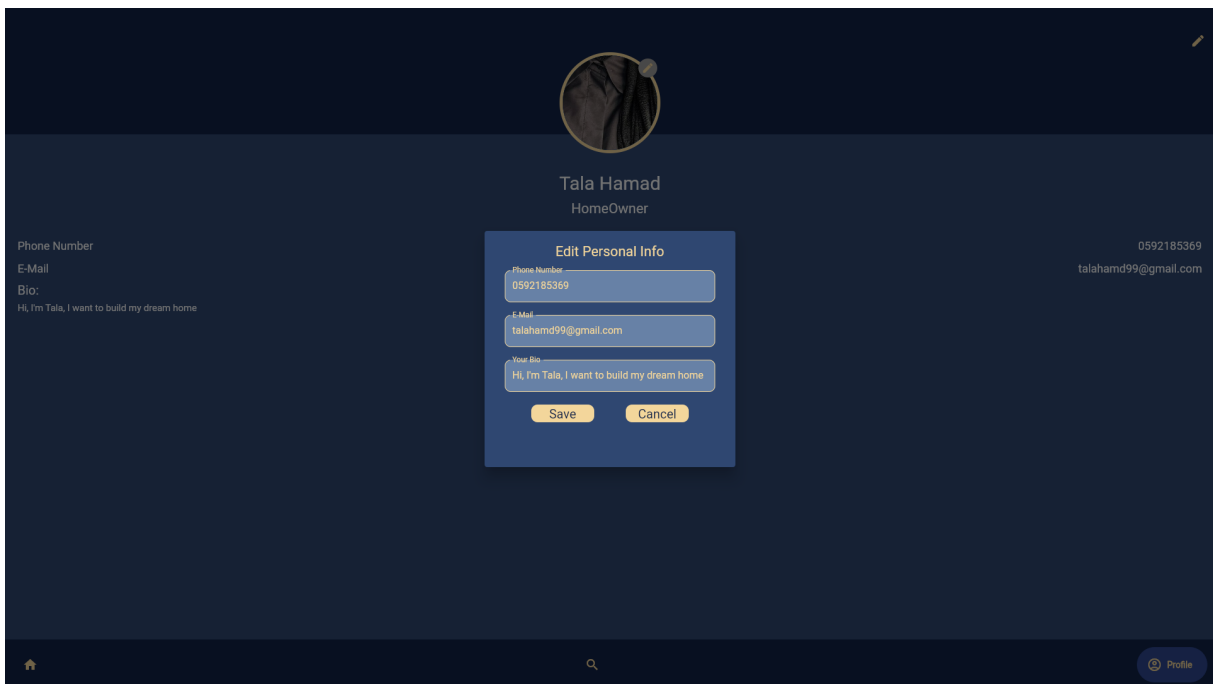 Tala Hamad
HomeOwner
Phone Number 0592185369
E-Mail talahamd99@gmail.com
Bio:
Hi, I'm Tala, I want to build my dream home
Edit Personal Info
Phone Number
0592185369
E-Mail
talahamd99@gmail.com
Your Bio
Hi, I'm Tala, I want to build my dream home
Save Cancel
Profile